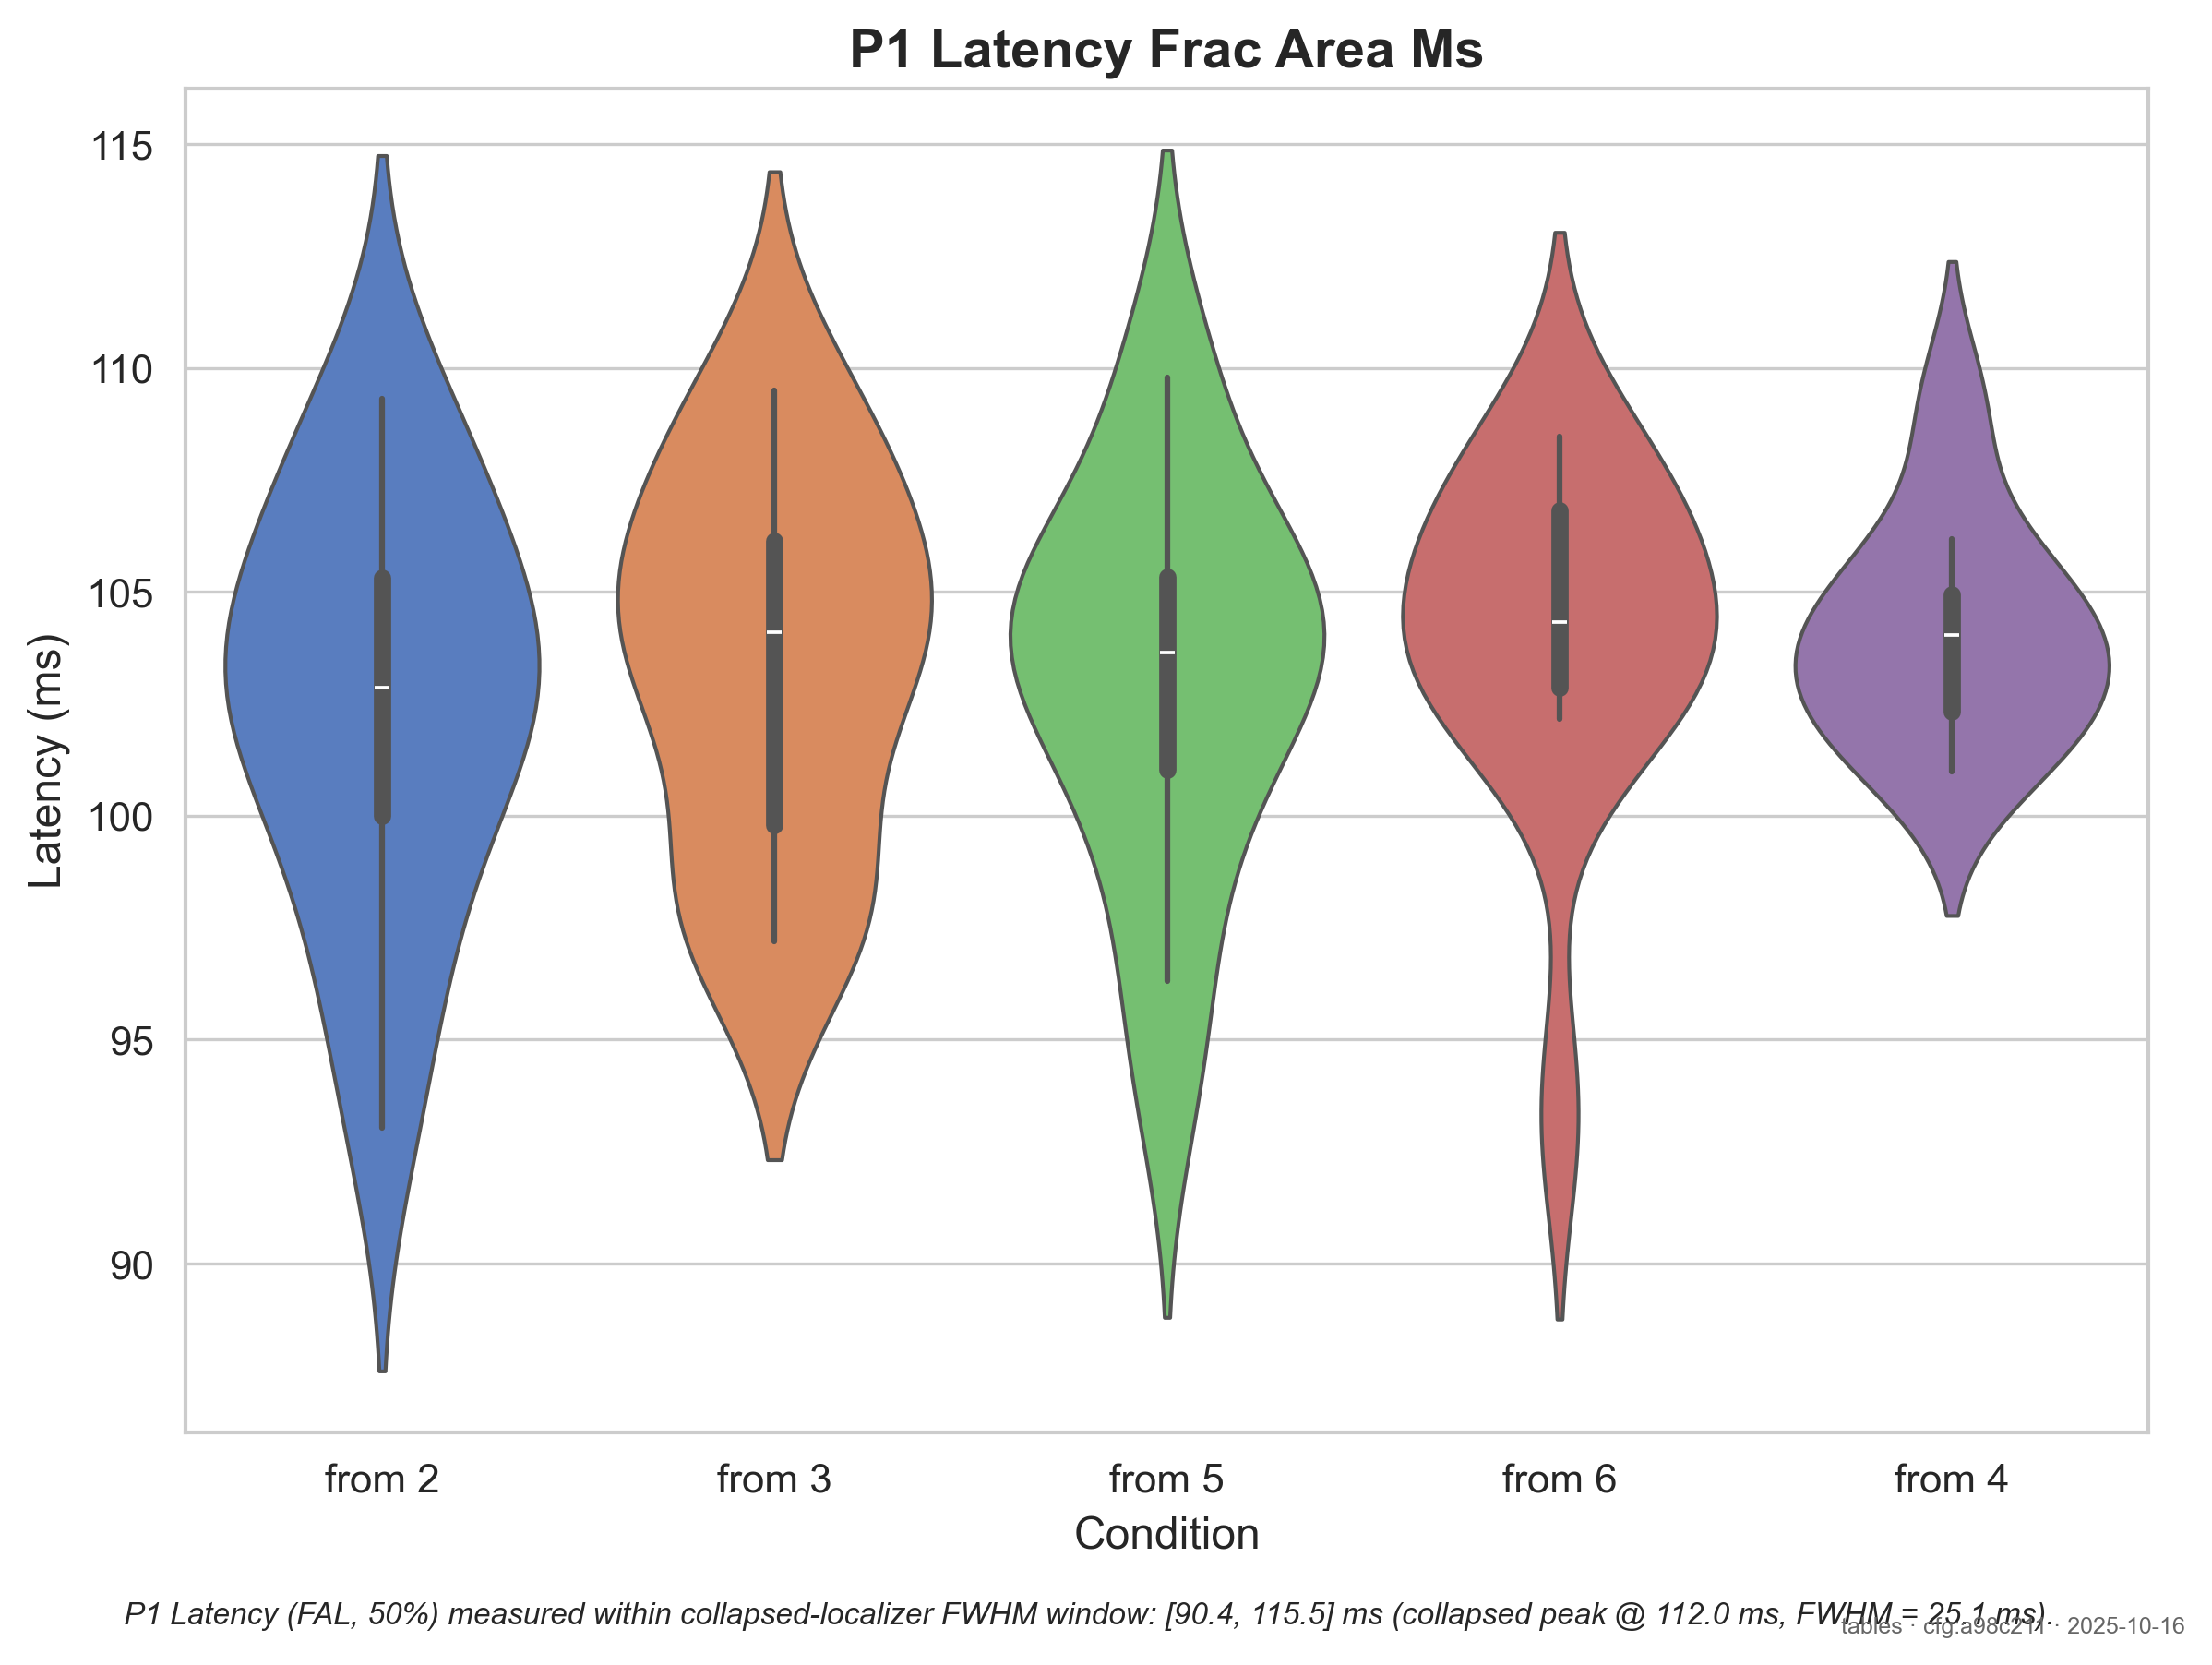 P1 Latency Frac Area Ms
115
110
105
100
95
90
Latency (ms)
from 2 from 3 from 5 from 6 from 4
Condition
P1 Latency (FAL, 50%) measured within collapsed-localizer FWHM window: [90.4, 115.5] ms (collapsed peak @ 112.0 ms, FWHM = 25.1 ms).
tables · · 2025-10-16